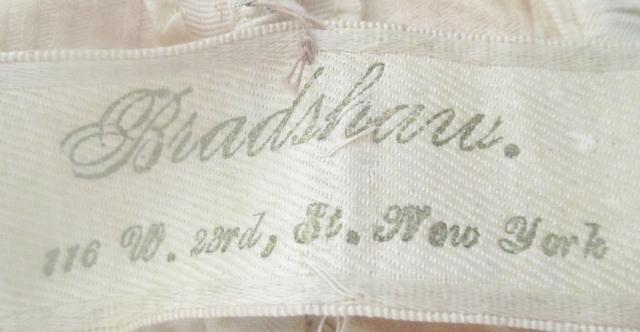 Bradshaw.
116 W. 23rd, St. New York